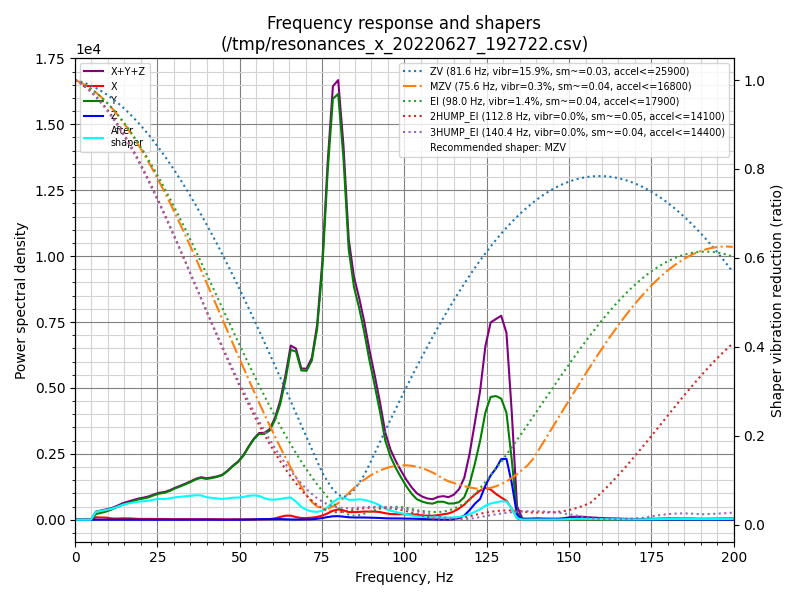 Frequency response and shapers
(/tmp/resonances_x_20220627_192722.csv)
1e4
X+Y+Z
X
Y
Z
After
shaper
ZV (81.6 Hz, vibr=15.9%, sm~=0.03, accel<=25900)
MZV (75.6 Hz, vibr=0.3%, sm~=0.04, accel<=16800)
EI (98.0 Hz, vibr=1.4%, sm~=0.04, accel<=17900)
2HUMP_EI (112.8 Hz, vibr=0.0%, sm~=0.05, accel<=14100)
3HUMP_EI (140.4 Hz, vibr=0.0%, sm~=0.04, accel<=14400)
Recommended shaper: MZV
Power spectral density
1.75
1.50
1.25
1.00
0.75
0.50
0.25
0.00
1.0
0.8
0.6
0.4
0.2
0.0
Shaper vibration reduction (ratio)
0 25 50 75 100 125 150 175 200
Frequency, Hz